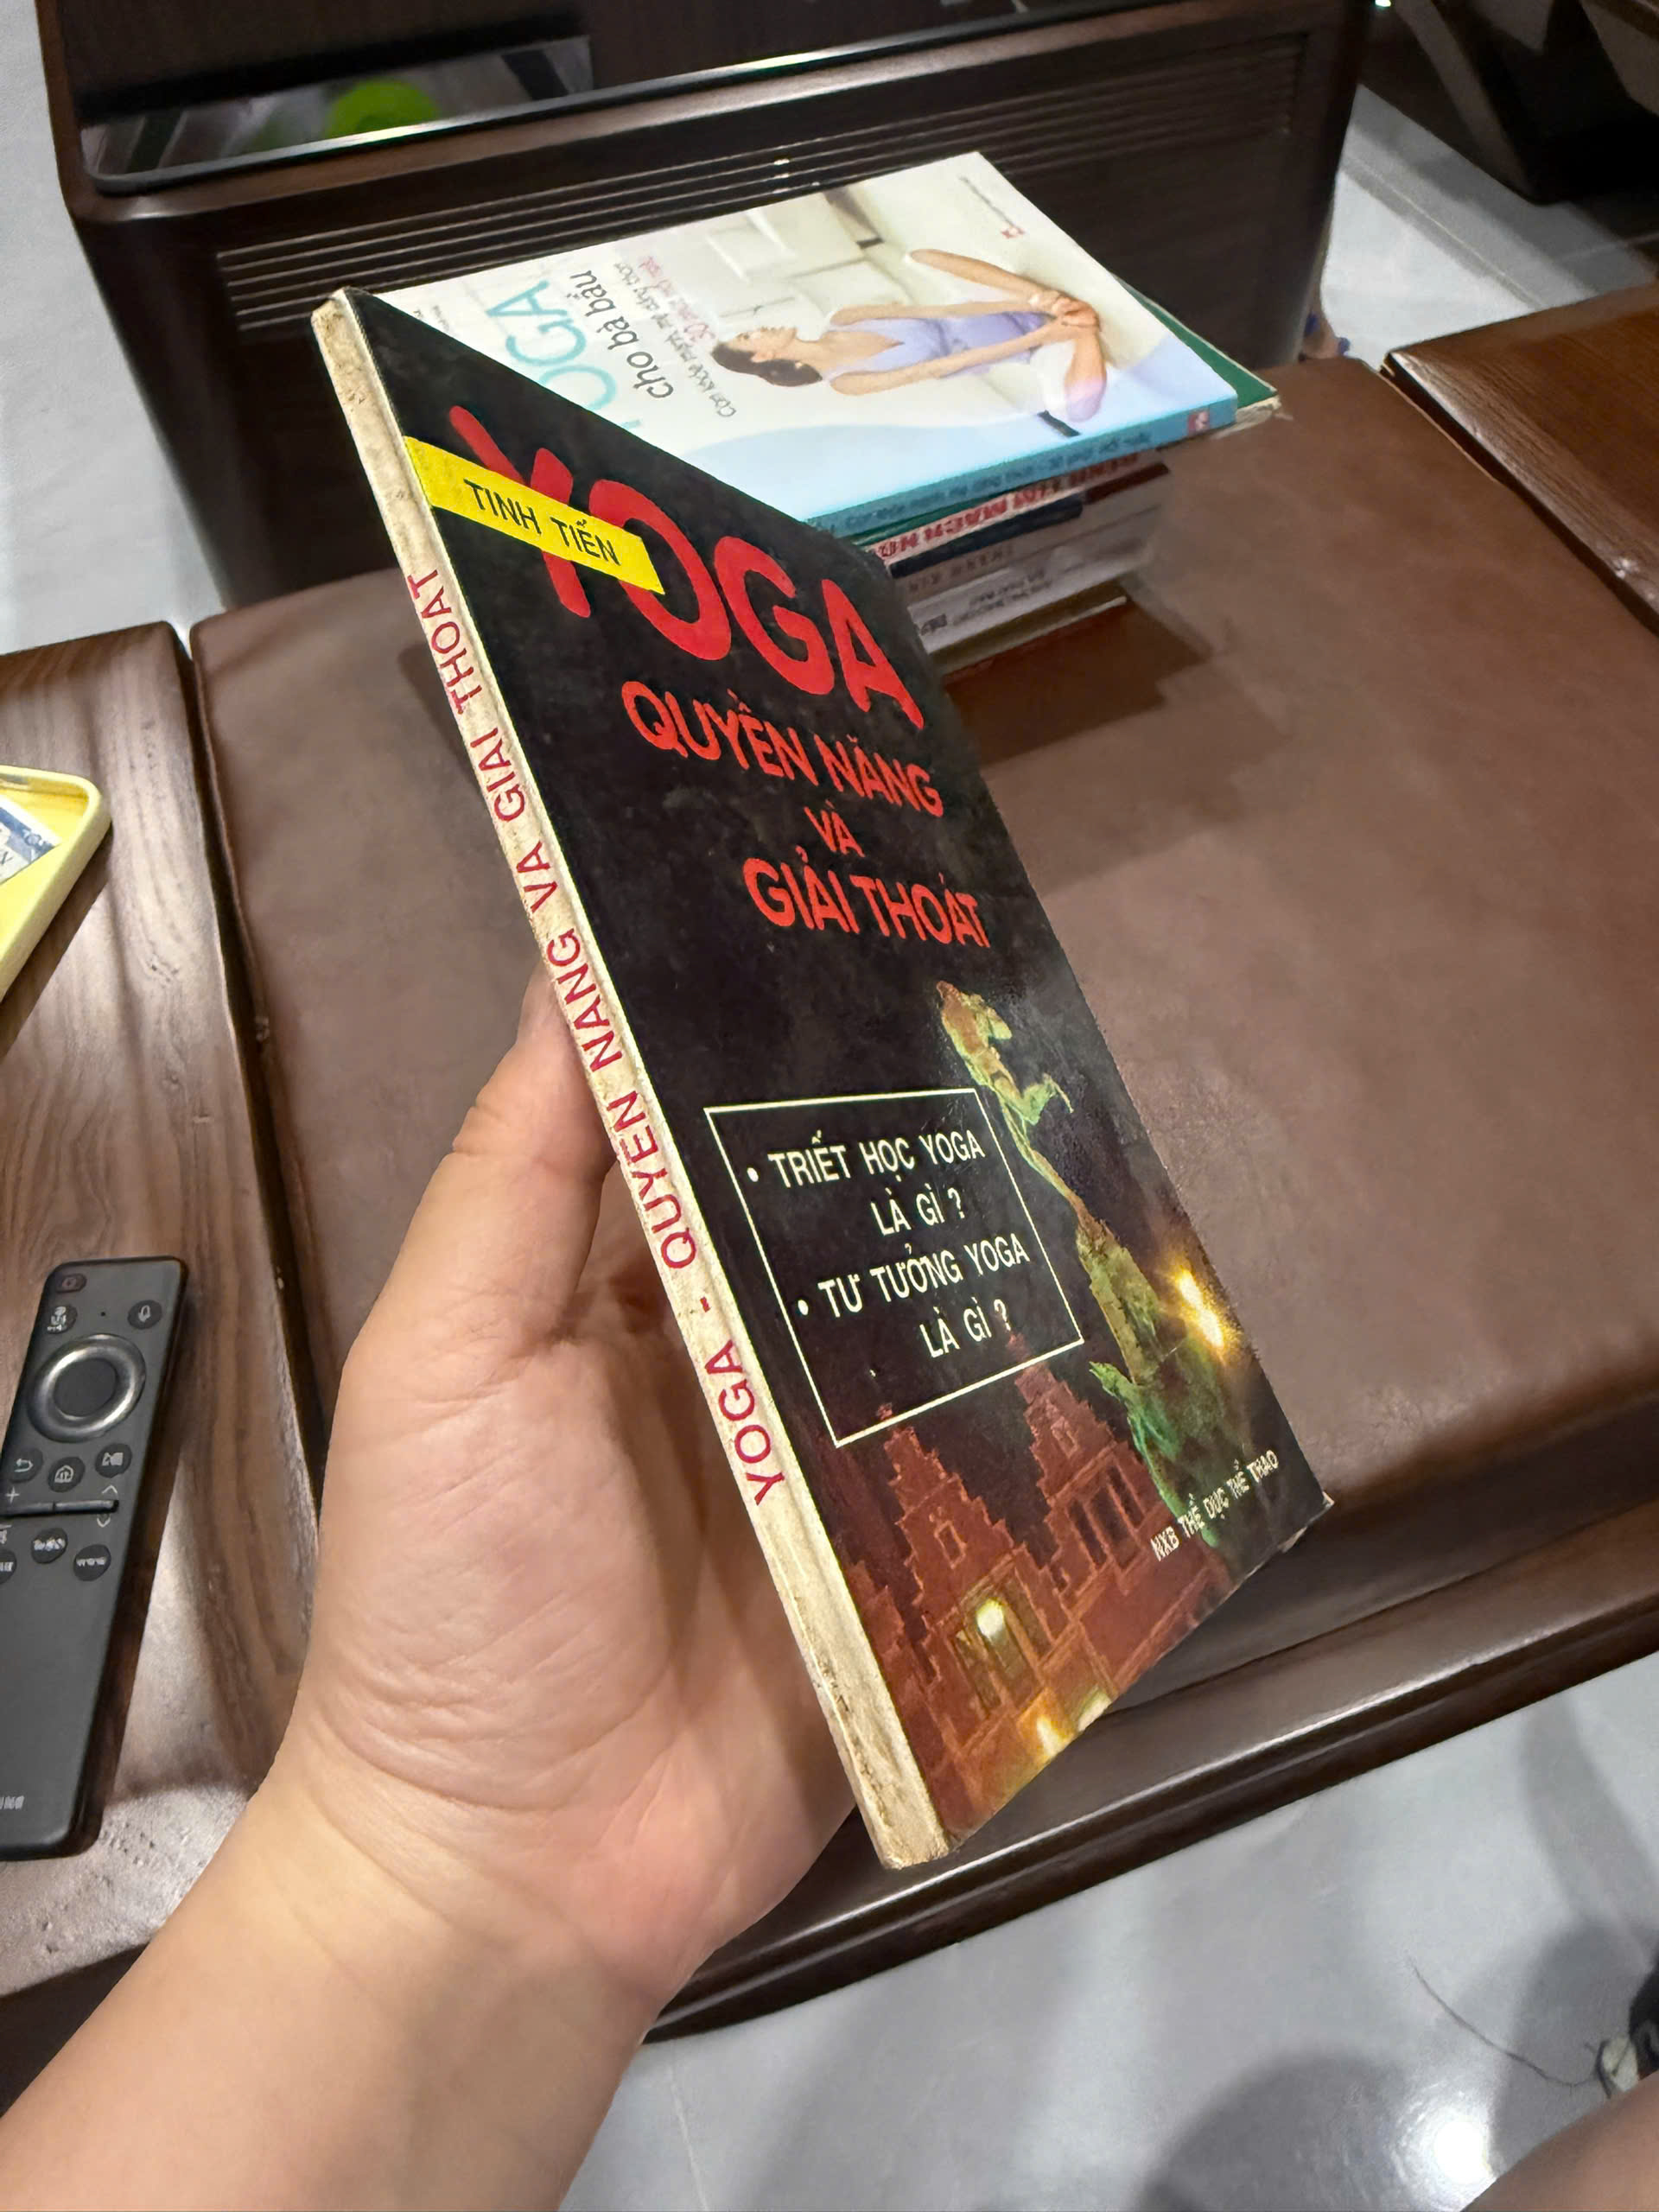 TINH TIẾN
YOGA
QUYỀN NĂNG
VÀ
GIẢI THOÁT
• TRIẾT HỌC YOGA
LÀ GÌ ?
• TƯ TƯỞNG YOGA
LÀ GÌ ?
NXB THỂ DỤC THỂ THAO
YOGA - QUYỀN NĂNG VÀ GIẢI THOÁT
YOGA
cho bà bầu